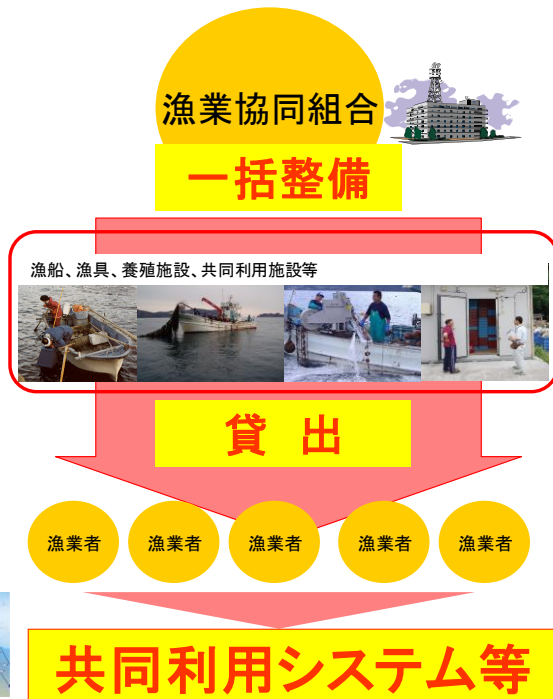 漁業協同組合
一括整備
漁船、漁具、養殖施設、共同利用施設等
貸 出
漁業者 漁業者 漁業者 漁業者 漁業者
共同利用システム等